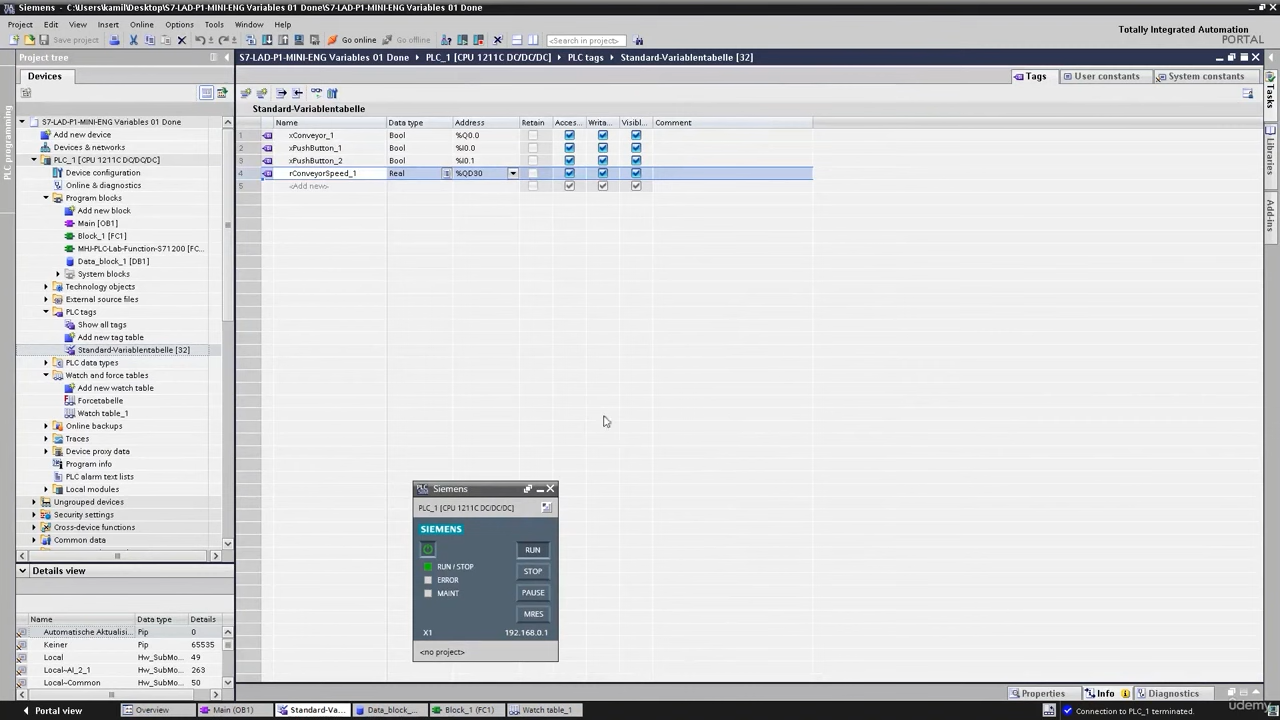 Siemens - C:\Users\kamil\Desktop\S7-LAD-P1-MINI-ENG Variables 01 Done\S7-LAD-P1-MINI-ENG Variables 01 Done
Project Edit View Insert Online Options Tools Window Help
Totally Integrated Automation
PORTAL
Save project Go online Go offline <Search in project>
Project tree
S7-LAD-P1-MINI-ENG Variables 01 Done PLC_1 [CPU 1211C DC/DC/DC] PLC tags Standard-Variablentabelle [32]
Devices
Tags User constants System constants
PLC programming
Tasks
Add-ins
Standard-Variablentabelle
Name Data type Address Retain Acces... Writa... Visibl... Comment
1 xConveyor_1 Bool %Q0.0
2 xPushButton_1 Bool %I0.0
3 xPushButton_2 Bool %I0.1
4 rConveyorSpeed_1 Real %QD30
5 <Add new>
S7-LAD-P1-MINI-ENG Variables 01 Done
Add new device
Devices & networks
PLC_1 [CPU 1211C DC/DC/DC]
Device configuration
Online & diagnostics
Program blocks
Add new block
Main [OB1]
Block_1 [FC1]
MHJ-PLC-Lab-Function-S71200 [FC...
Data_block_1 [DB1]
System blocks
Technology objects
External source files
PLC tags
Show all tags
Add new tag table
Standard-Variablentabelle [32]
PLC data types
Watch and force tables
Add new watch table
Forcetabelle
Watch table_1
Online backups
Traces
Device proxy data
Program info
PLC alarm text lists
Local modules
Ungrouped devices
Security settings
Cross-device functions
Common data
Details view
Name Data type Details
Automatische Aktualisi... Pip 0
Keiner Pip 65535
Local Hw_SubMo... 49
Local~AI_2_1 Hw_SubMo... 263
Local~Common Hw_SubMo... 50
Siemens
PLC_1 [CPU 1211C DC/DC/DC]
SIEMENS
RUN
RUN / STOP
STOP
ERROR
MAINT
PAUSE
MRES
X1 192.168.0.1
<no project>
Properties Info Diagnostics
Portal view Overview Main (OB1) Standard-Va... Data_block_... Block_1 (FC1) Watch table_1
Connection to PLC_1 terminated.
udemy